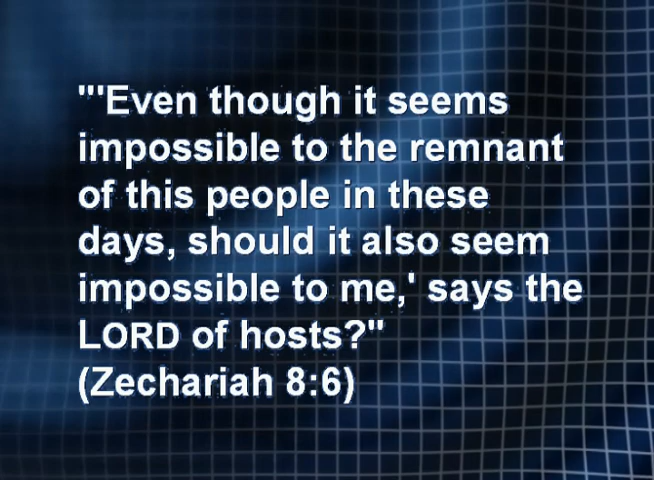 "'Even though it seems
impossible to the remnant
of this people in these
days, should it also seem
impossible to me,' says the
LORD of hosts?"
(Zechariah 8:6)